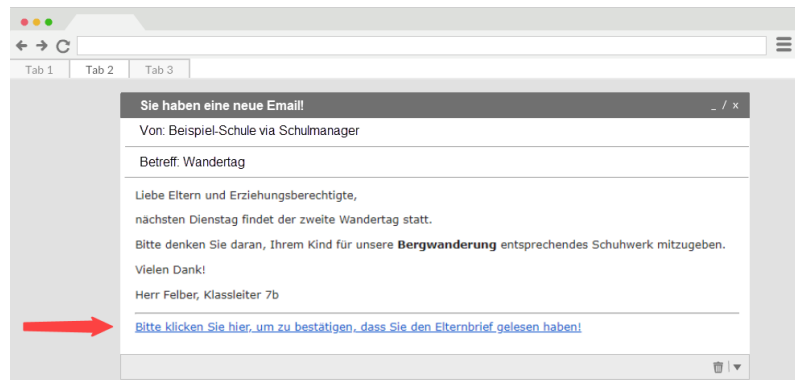 Tab 1 Tab 2 Tab 3
Sie haben eine neue Email! _ / x
Von: Beispiel-Schule via Schulmanager
Betreff: Wandertag
Liebe Eltern und Erziehungsberechtigte,
nächsten Dienstag findet der zweite Wandertag statt.
Bitte denken Sie daran, Ihrem Kind für unsere Bergwanderung entsprechendes Schuhwerk mitzugeben.
Vielen Dank!
Herr Felber, Klassleiter 7b
Bitte klicken Sie hier, um zu bestätigen, dass Sie den Elternbrief gelesen haben!